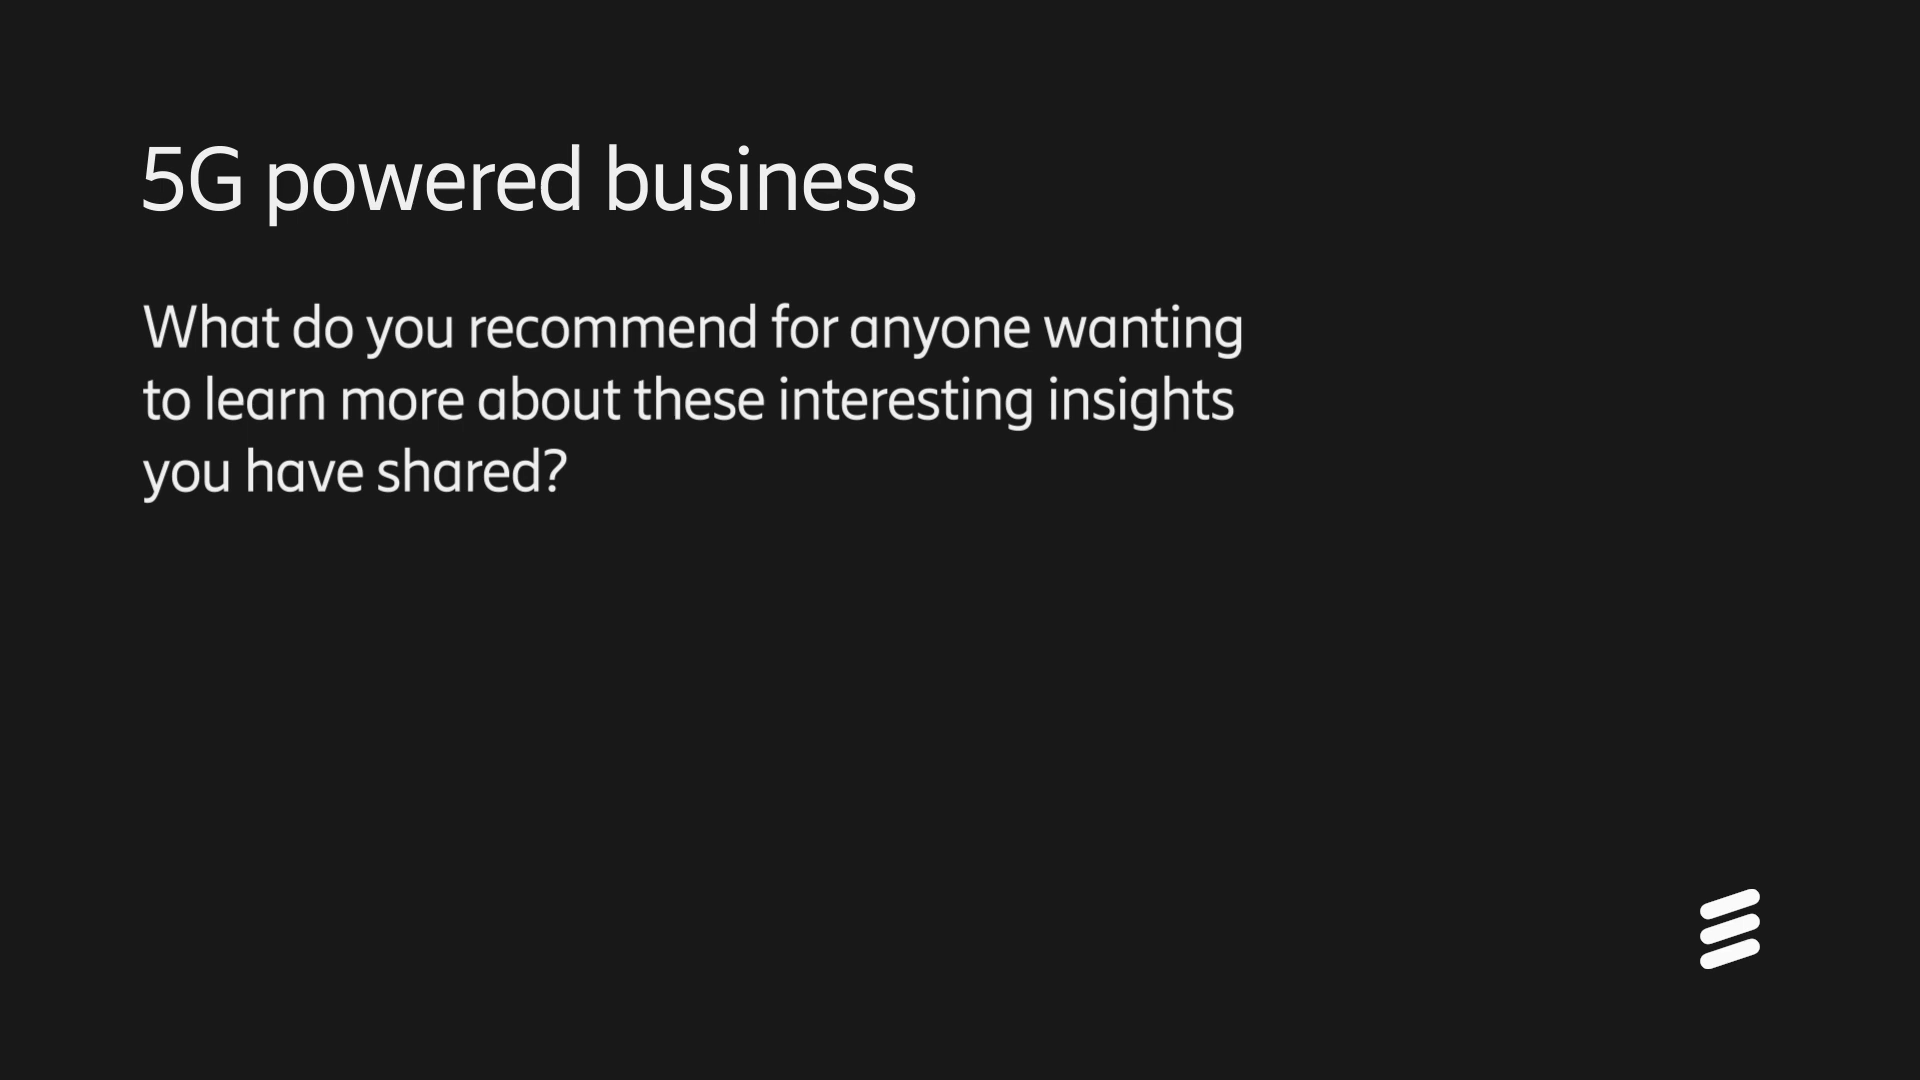 5G powered business
What do you recommend for anyone wanting
to learn more about these interesting insights
you have shared?